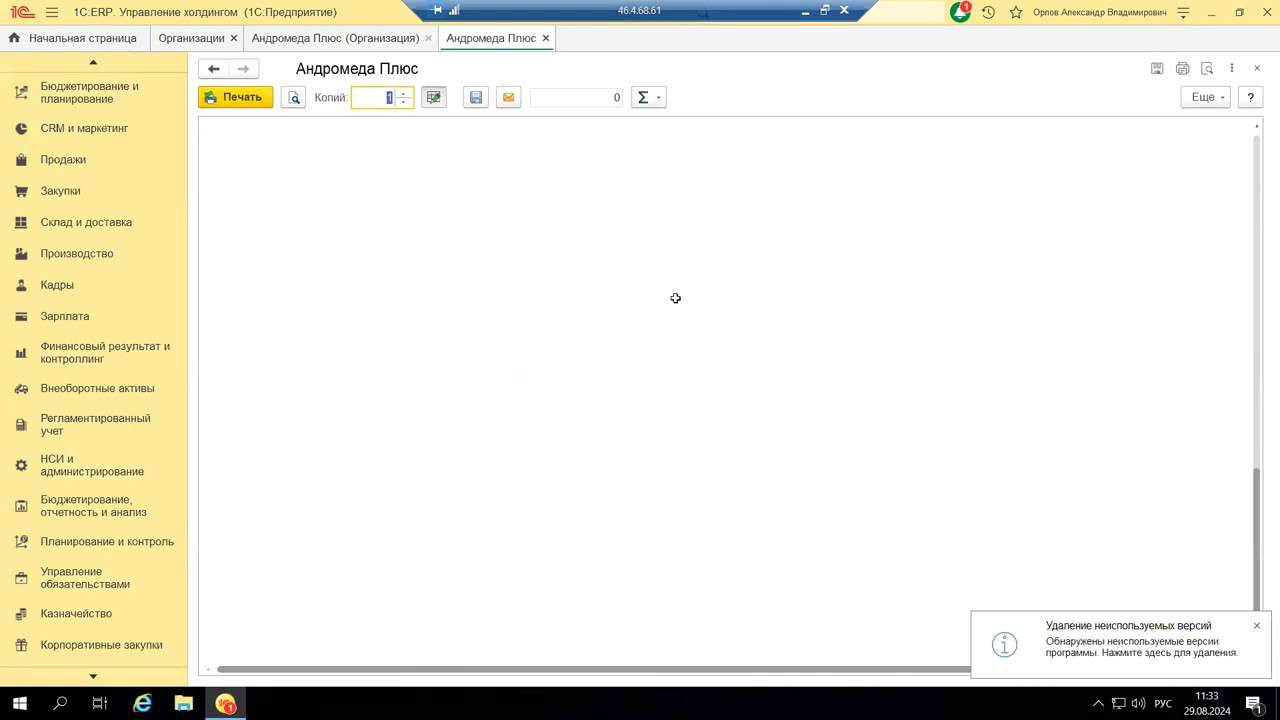 1С:ERP. Управление холдингом (1С:Предприятие)
46.4.68.61
1
Орлов Александр Владимирович
Начальная страница
Организации
Андромеда Плюс (Организация)
Андромеда Плюс
Андромеда Плюс
Печать
Копий:
1
0
Σ
Еще
?
Бюджетирование и
планирование
CRM и маркетинг
Продажи
Закупки
Склад и доставка
Производство
Кадры
Зарплата
Финансовый результат и
контроллинг
Внеоборотные активы
Регламентированный
учет
НСИ и
администрирование
Бюджетирование,
отчетность и анализ
Планирование и контроль
Управление
обязательствами
Казначейство
Корпоративные закупки
Удаление неиспользуемых версий
Обнаружены неиспользуемые версии
программы. Нажмите здесь для удаления.
1
РУС
11:33
29.08.2024
1